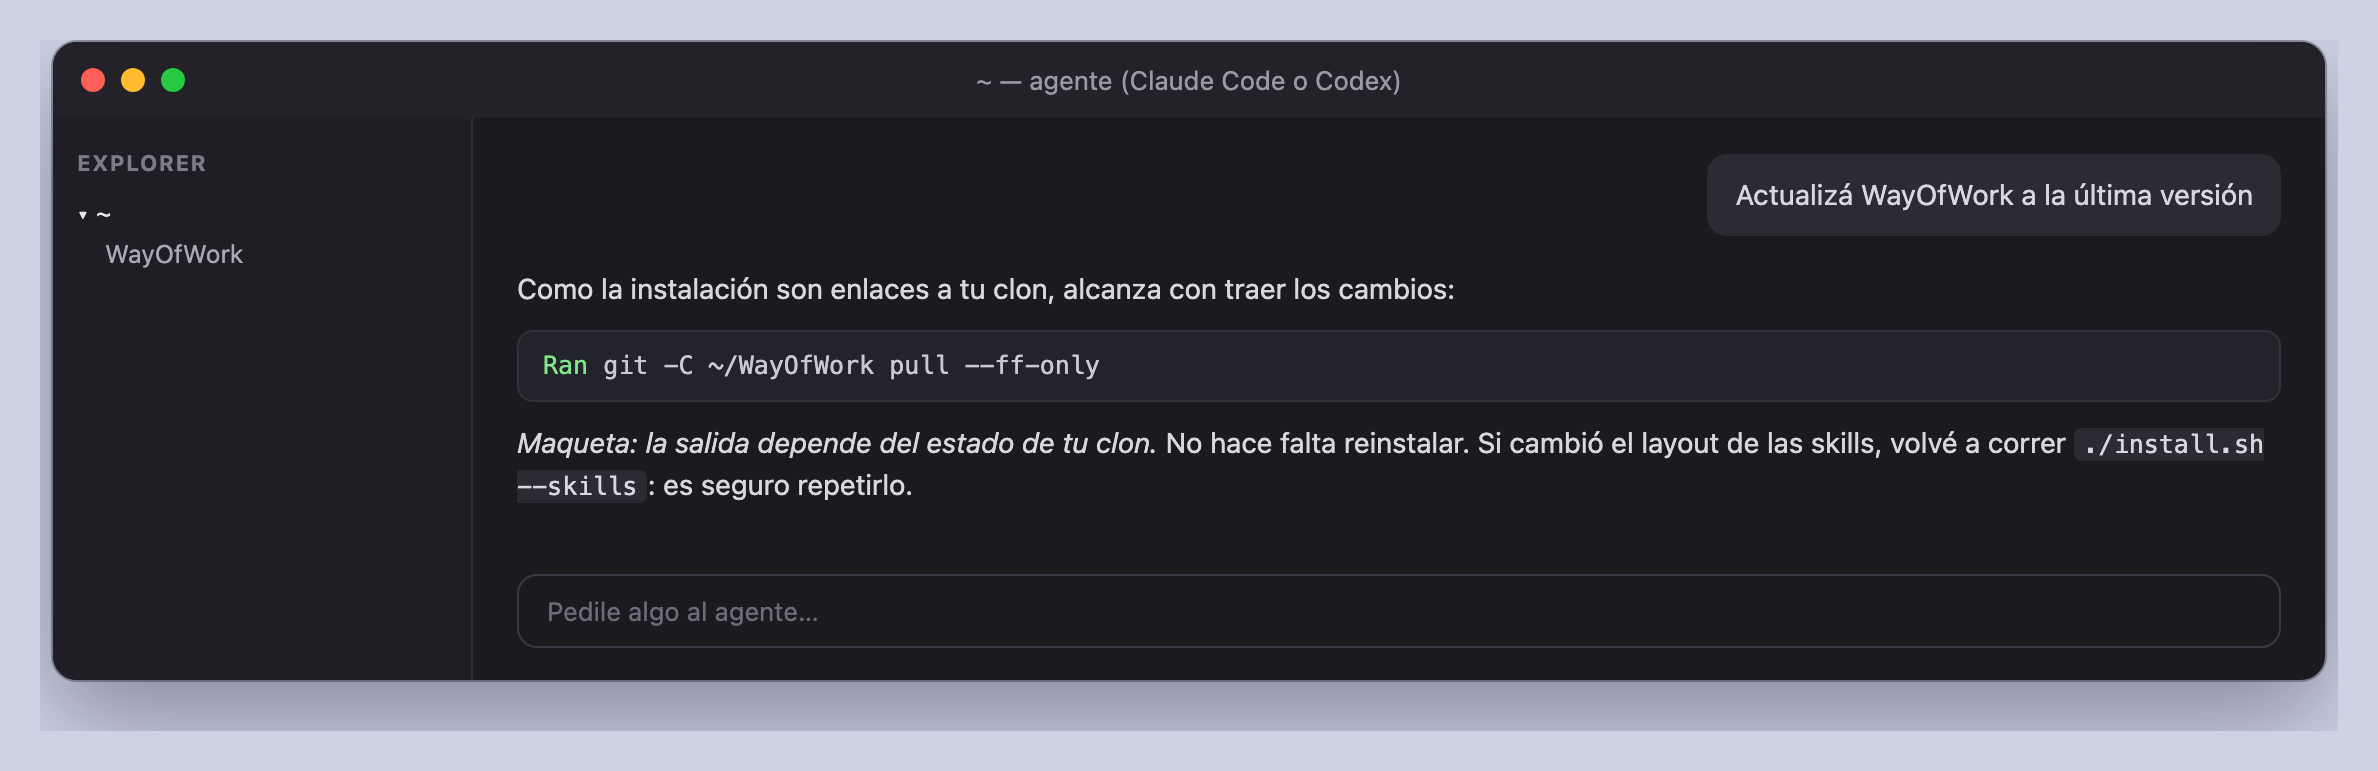 ~ — agente (Claude Code o Codex)
EXPLORER
▾ ~
WayOfWork
Actualizá WayOfWork a la última versión
Como la instalación son enlaces a tu clon, alcanza con traer los cambios:
Ran git -C ~/WayOfWork pull --ff-only
Maqueta: la salida depende del estado de tu clon. No hace falta reinstalar. Si cambió el layout de las skills, volvé a correr ./install.sh
--skills: es seguro repetirlo.
Pedile algo al agente...